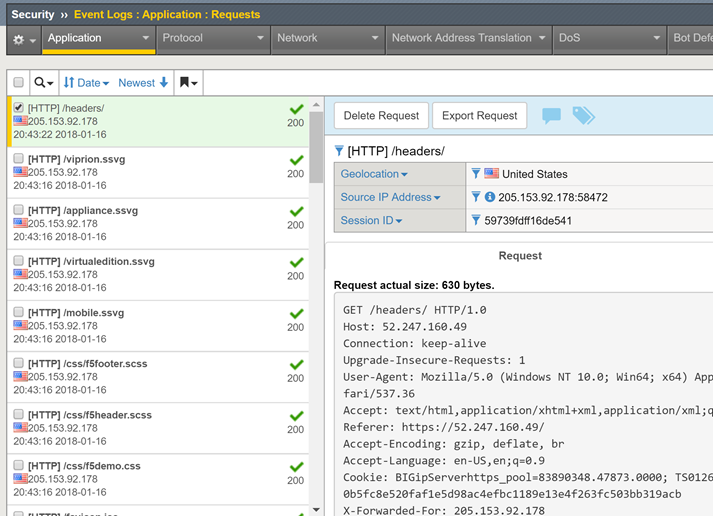 Security ›› Event Logs : Application : Requests
Application Protocol Network Network Address Translation DoS Bot Defe
Date Newest
[HTTP] /headers/
205.153.92.178 200
20:43:22 2018-01-16
[HTTP] /viprion.ssvg
205.153.92.178 200
20:43:16 2018-01-16
[HTTP] /appliance.ssvg
205.153.92.178 200
20:43:16 2018-01-16
[HTTP] /virtualedition.ssvg
205.153.92.178 200
20:43:16 2018-01-16
[HTTP] /mobile.ssvg
205.153.92.178 200
20:43:16 2018-01-16
[HTTP] /css/f5footer.scss
205.153.92.178 200
20:43:16 2018-01-16
[HTTP] /css/f5header.scss
205.153.92.178 200
20:43:16 2018-01-16
[HTTP] /css/f5demo.css
205.153.92.178 200
20:43:16 2018-01-16
Delete Request Export Request
[HTTP] /headers/
Geolocation United States
Source IP Address 205.153.92.178:58472
Session ID 59739fdff16de541
Request
Request actual size: 630 bytes.
GET /headers/ HTTP/1.0
Host: 52.247.160.49
Connection: keep-alive
Upgrade-Insecure-Requests: 1
User-Agent: Mozilla/5.0 (Windows NT 10.0; Win64; x64) App
fari/537.36
Accept: text/html,application/xhtml+xml,application/xml;q
Referer: https://52.247.160.49/
Accept-Encoding: gzip, deflate, br
Accept-Language: en-US,en;q=0.9
Cookie: BIGipServerhttps_pool=83890348.47873.0000; TS0126
0b5fc8e520faf1e5d98ac4efbc1189e13e4f263fc503bb319acb
X-Forwarded-For: 205.153.92.178